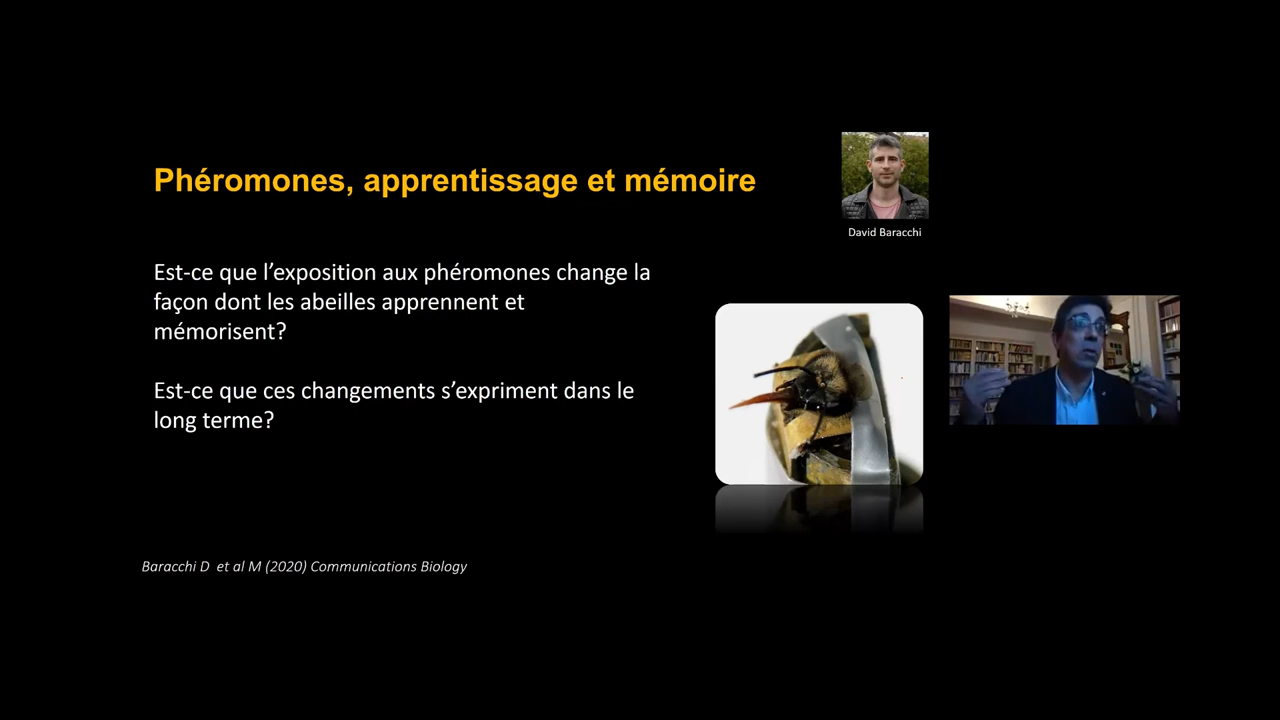 Phéromones, apprentissage et mémoire
David Baracchi
Est-ce que l’exposition aux phéromones change la
façon dont les abeilles apprennent et
mémorisent?
Est-ce que ces changements s’expriment dans le
long terme?
Baracchi D et al M (2020) Communications Biology